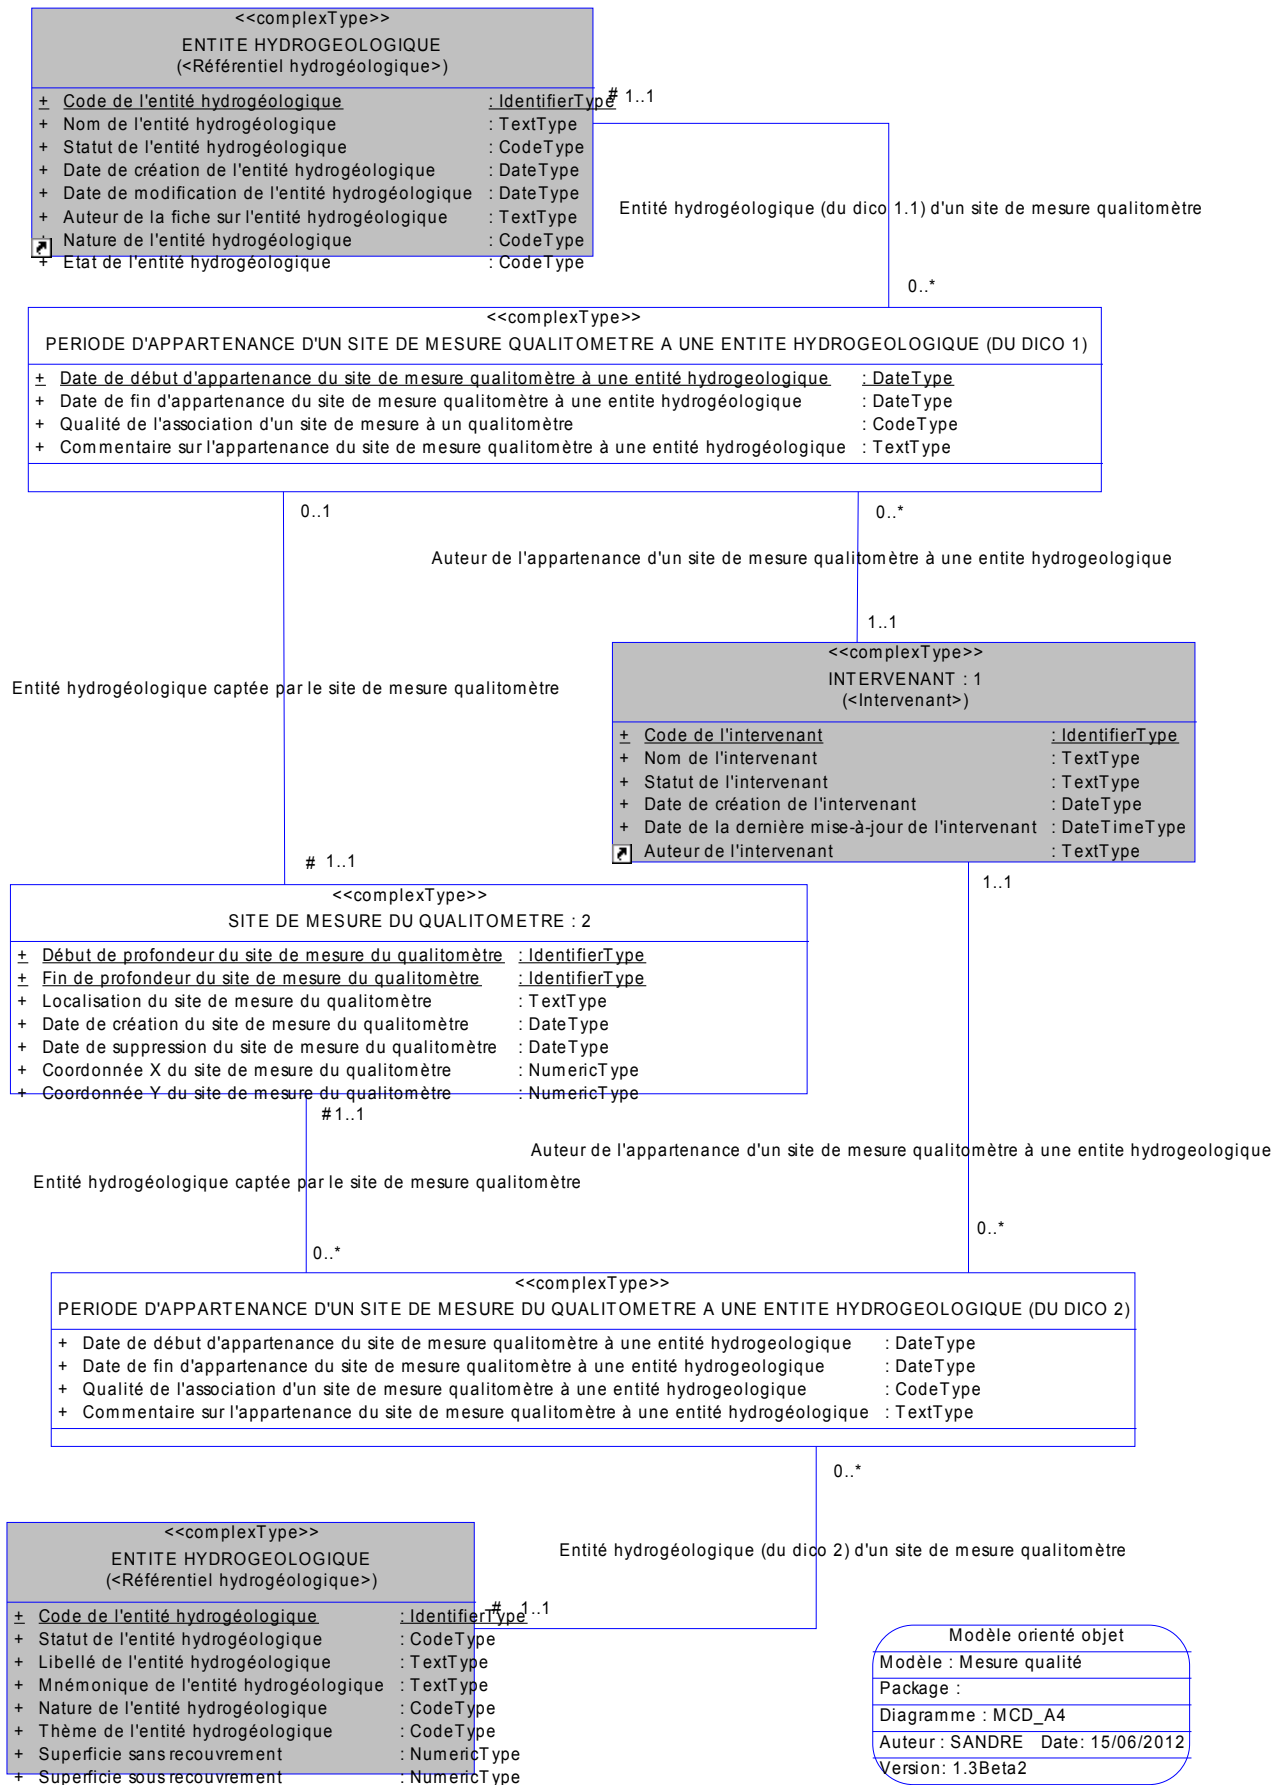 <<complexType>>
ENTITE HYDROGEOLOGIQUE
(<Référentiel hydrogéologique>)
+ Code de l'entité hydrogéologique : IdentifierType
+ Nom de l'entité hydrogéologique : TextType
+ Statut de l'entité hydrogéologique : CodeType
+ Date de création de l'entité hydrogéologique : DateType
+ Date de modification de l'entité hydrogéologique : DateType
+ Auteur de la fiche sur l'entité hydrogéologique : TextType
+ Nature de l'entité hydrogéologique : CodeType
+ Etat de l'entité hydrogéologique : CodeType
# 1..1
Entité hydrogéologique (du dico 1.1) d'un site de mesure qualitomètre
0..*
<<complexType>>
PERIODE D'APPARTENANCE D'UN SITE DE MESURE QUALITOMETRE A UNE ENTITE HYDROGEOLOGIQUE (DU DICO 1)
+ Date de début d'appartenance du site de mesure qualitomètre à une entité hydrogeologique : DateType
+ Date de fin d'appartenance du site de mesure qualitomètre à une entite hydrogéologique : DateType
+ Qualité de l'association d'un site de mesure à un qualitomètre : CodeType
+ Commentaire sur l'appartenance du site de mesure qualitomètre à une entité hydrogéologique : TextType
0..1
0..*
Auteur de l'appartenance d'un site de mesure qualitomètre à une entite hydrogeologique
1..1
<<complexType>>
INTERVENANT : 1
(<Intervenant>)
+ Code de l'intervenant : IdentifierType
+ Nom de l'intervenant : TextType
+ Statut de l'intervenant : TextType
+ Date de création de l'intervenant : DateType
+ Date de la dernière mise-à-jour de l'intervenant : DateTimeType
Auteur de l'intervenant : TextType
Entité hydrogéologique captée par le site de mesure qualitomètre
# 1..1
1..1
<<complexType>>
SITE DE MESURE DU QUALITOMETRE : 2
+ Début de profondeur du site de mesure du qualitomètre : IdentifierType
+ Fin de profondeur du site de mesure du qualitomètre : IdentifierType
+ Localisation du site de mesure du qualitomètre : TextType
+ Date de création du site de mesure du qualitomètre : DateType
+ Date de suppression du site de mesure du qualitomètre : DateType
+ Coordonnée X du site de mesure du qualitomètre : NumericType
+ Coordonnée Y du site de mesure du qualitomètre : NumericType
# 1..1
Auteur de l'appartenance d'un site de mesure qualitomètre à une entite hydrogeologique
Entité hydrogéologique captée par le site de mesure qualitomètre
0..*
0..*
<<complexType>>
PERIODE D'APPARTENANCE D'UN SITE DE MESURE DU QUALITOMETRE A UNE ENTITE HYDROGEOLOGIQUE (DU DICO 2)
+ Date de début d'appartenance du site de mesure qualitomètre à une entité hydrogeologique : DateType
+ Date de fin d'appartenance du site de mesure qualitomètre à une entité hydrogeologique : DateType
+ Qualité de l'association d'un site de mesure qualitomètre à une entité hydrogeologique : CodeType
+ Commentaire sur l'appartenance du site de mesure qualitomètre à une entité hydrogéologique : TextType
0..*
Entité hydrogéologique (du dico 2) d'un site de mesure qualitomètre
<<complexType>>
ENTITE HYDROGEOLOGIQUE
(<Référentiel hydrogéologique>)
# 1..1
+ Code de l'entité hydrogéologique : IdentifierType
+ Statut de l'entité hydrogéologique : CodeType
+ Libellé de l'entité hydrogéologique : TextType
+ Mnémonique de l'entité hydrogéologique : TextType
+ Nature de l'entité hydrogéologique : CodeType
+ Thème de l'entité hydrogéologique : CodeType
+ Superficie sans recouvrement : NumericType
+ Superficie sous recouvrement : NumericType
Modèle orienté objet
Modèle : Mesure qualité
Package :
Diagramme : MCD_A4
Auteur : SANDRE Date: 15/06/2012
Version: 1.3Beta2